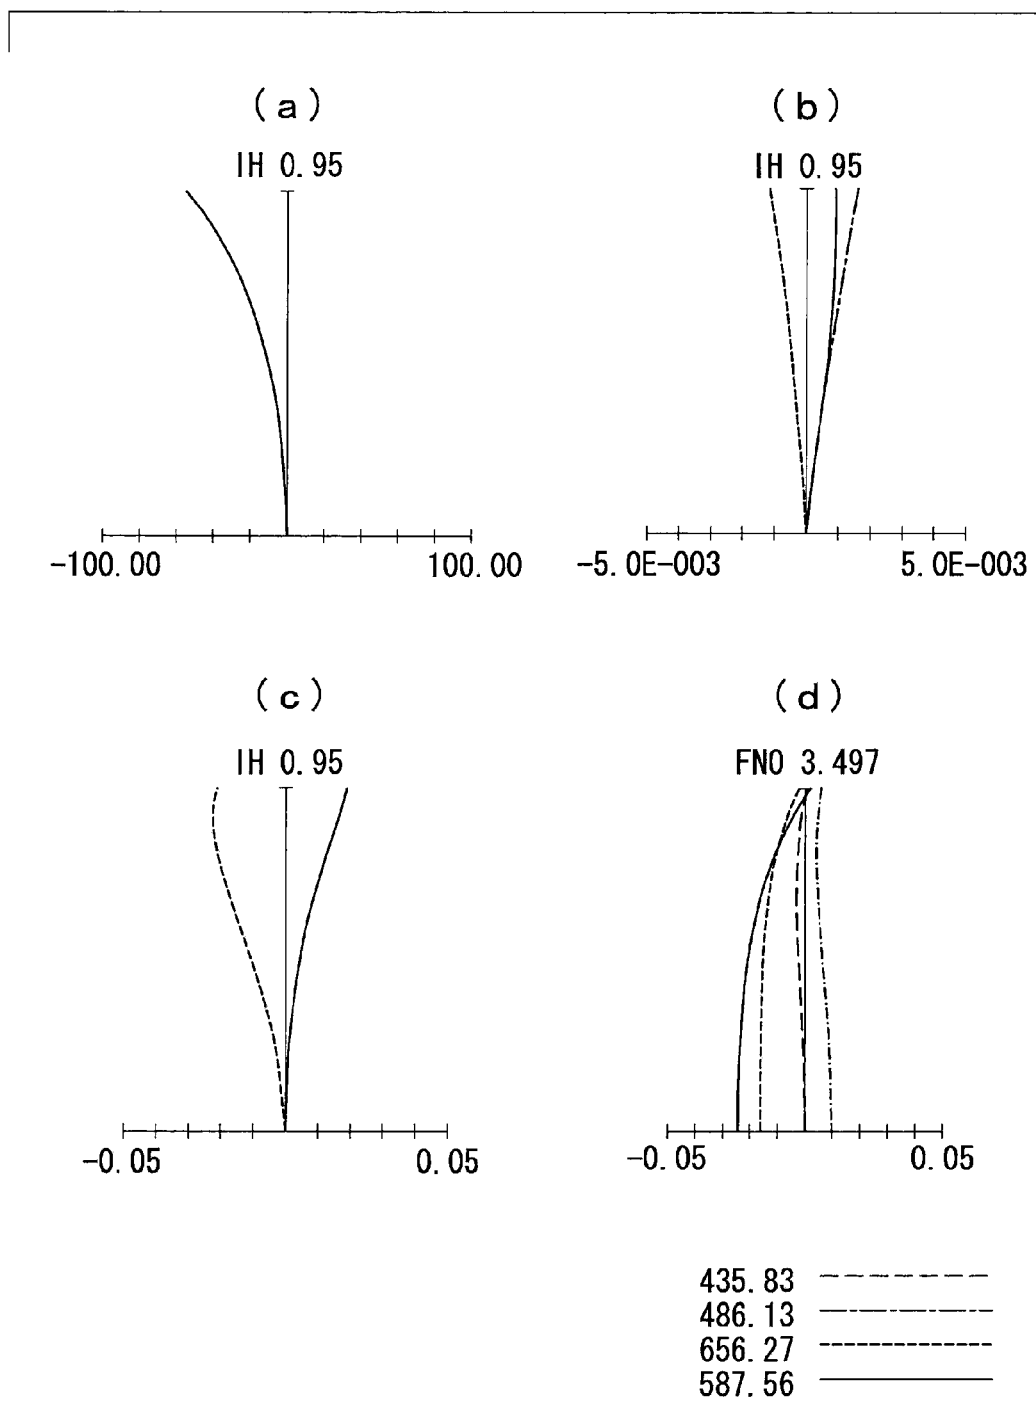 (a)
(b)
IH 0.95
IH 0.95
-100.00
100.00
-5.0E-003
5.0E-003
(c)
(d)
IH 0.95
FNO 3.497
-0.05
0.05
-0.05
0.05
435.83
486.13
656.27
587.56